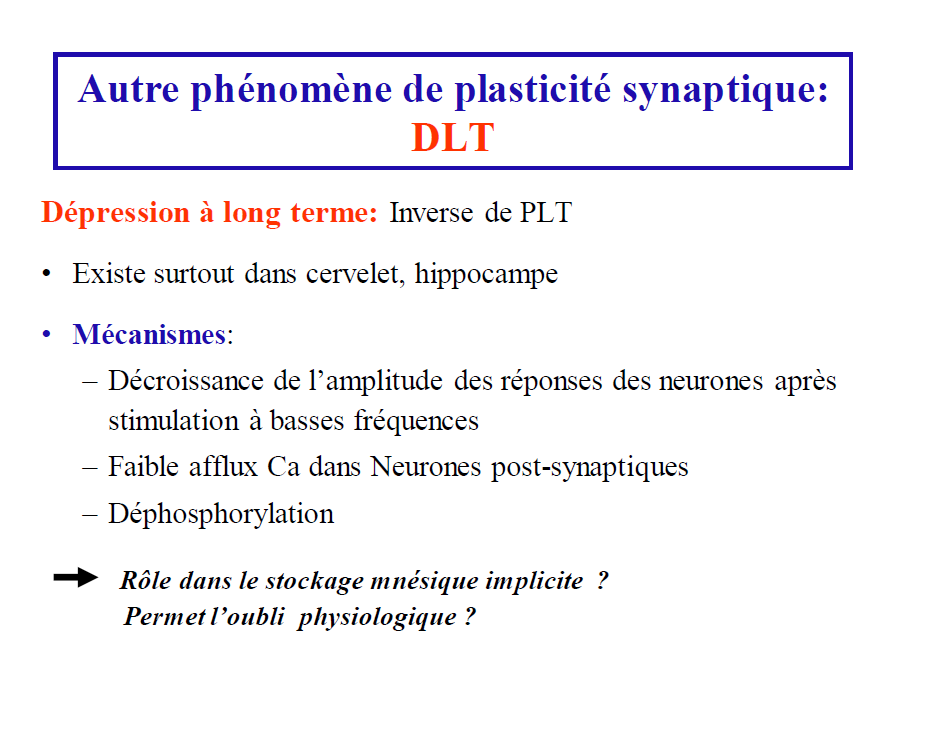 Autre phénomène de plasticité synaptique:
DLT
Dépression à long terme: Inverse de PLT
• Existe surtout dans cervelet, hippocampe
• Mécanismes:
– Décroissance de l’amplitude des réponses des neurones après
stimulation à basses fréquences
– Faible afflux Ca dans Neurones post-synaptiques
– Déphosphorylation
Rôle dans le stockage mnésique implicite ?
Permet l’oubli physiologique ?